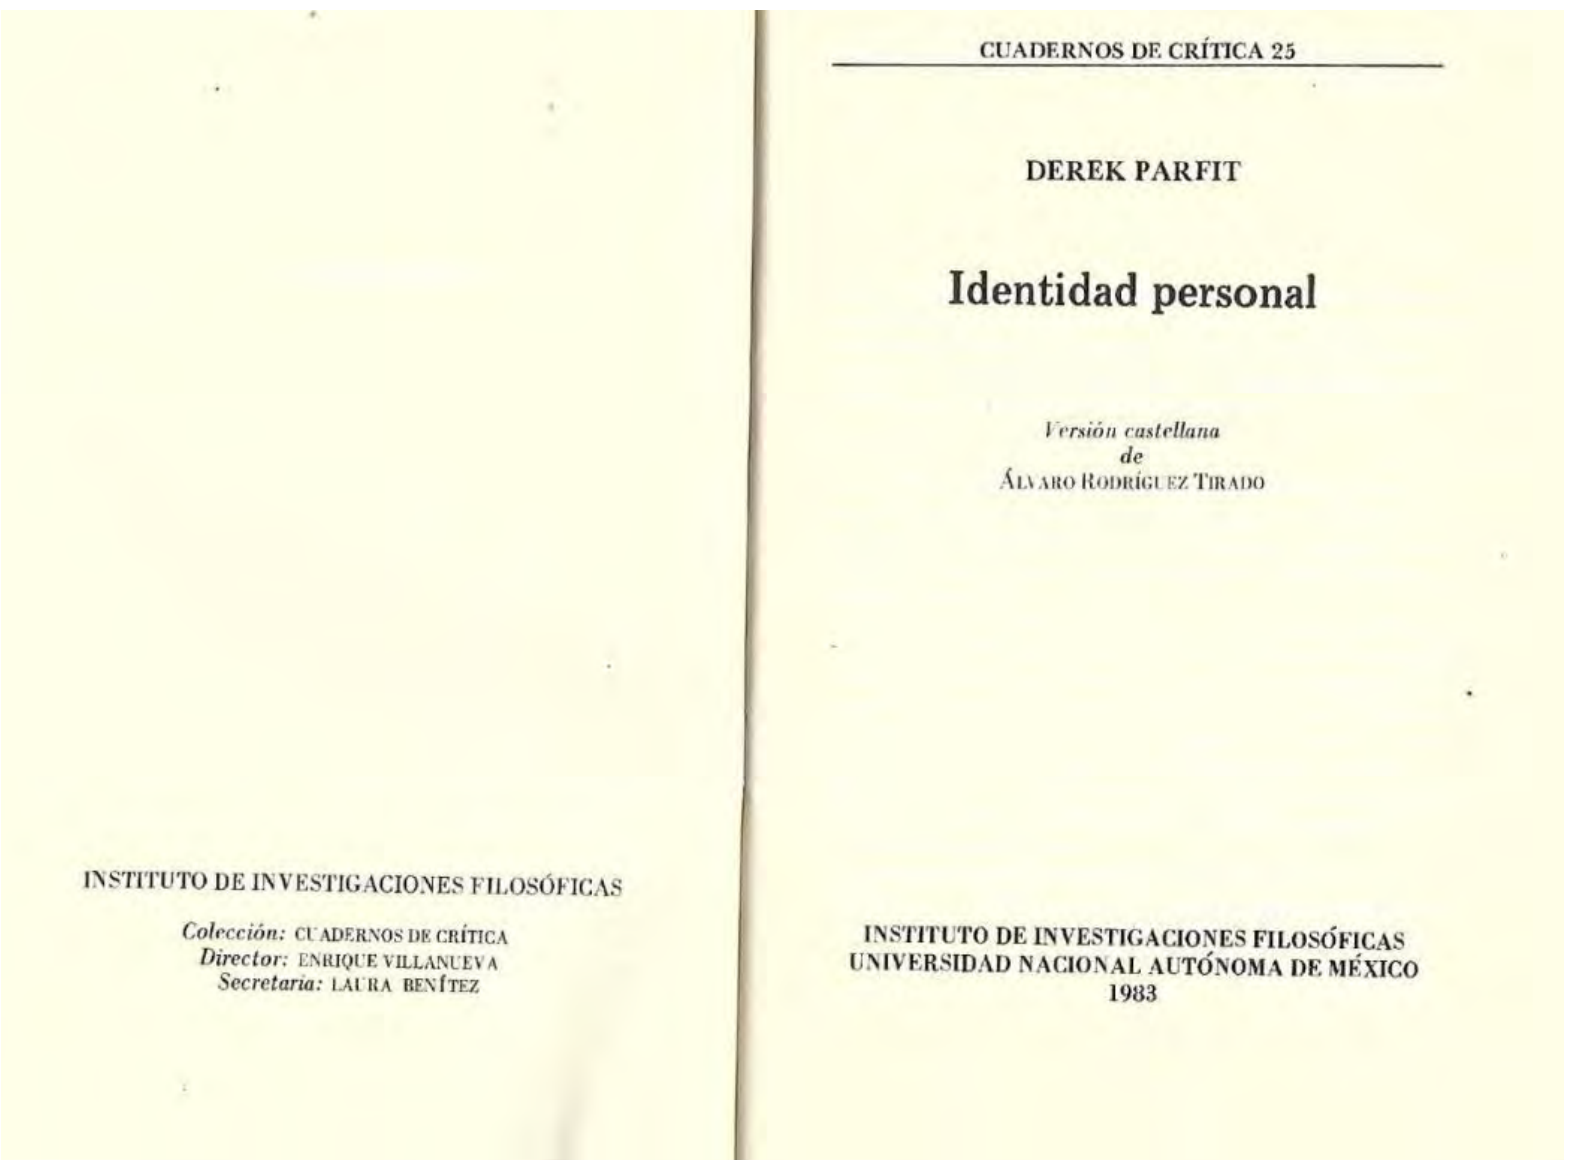 INSTITUTO DE INVESTIGACIONES FILOSÓFICAS
Colección: CUADERNOS DE CRÍTICA
Director: ENRIQUE VILLANUEVA
Secretaria: LAURA BENÍTEZ
CUADERNOS DE CRÍTICA 25
DEREK PARFIT
Identidad personal
Versión castellana
de
ÁLVARO RODRÍGUEZ TIRADO
INSTITUTO DE INVESTIGACIONES FILOSÓFICAS
UNIVERSIDAD NACIONAL AUTÓNOMA DE MÉXICO
1983